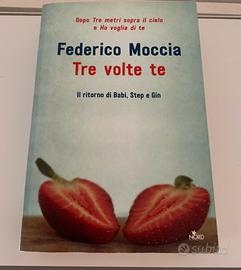 Dopo Tre metri sopra il cielo
e Ho voglia di te
Federico Moccia
Tre volte te
Il ritorno di Babi, Step e Gin
NORD
subito